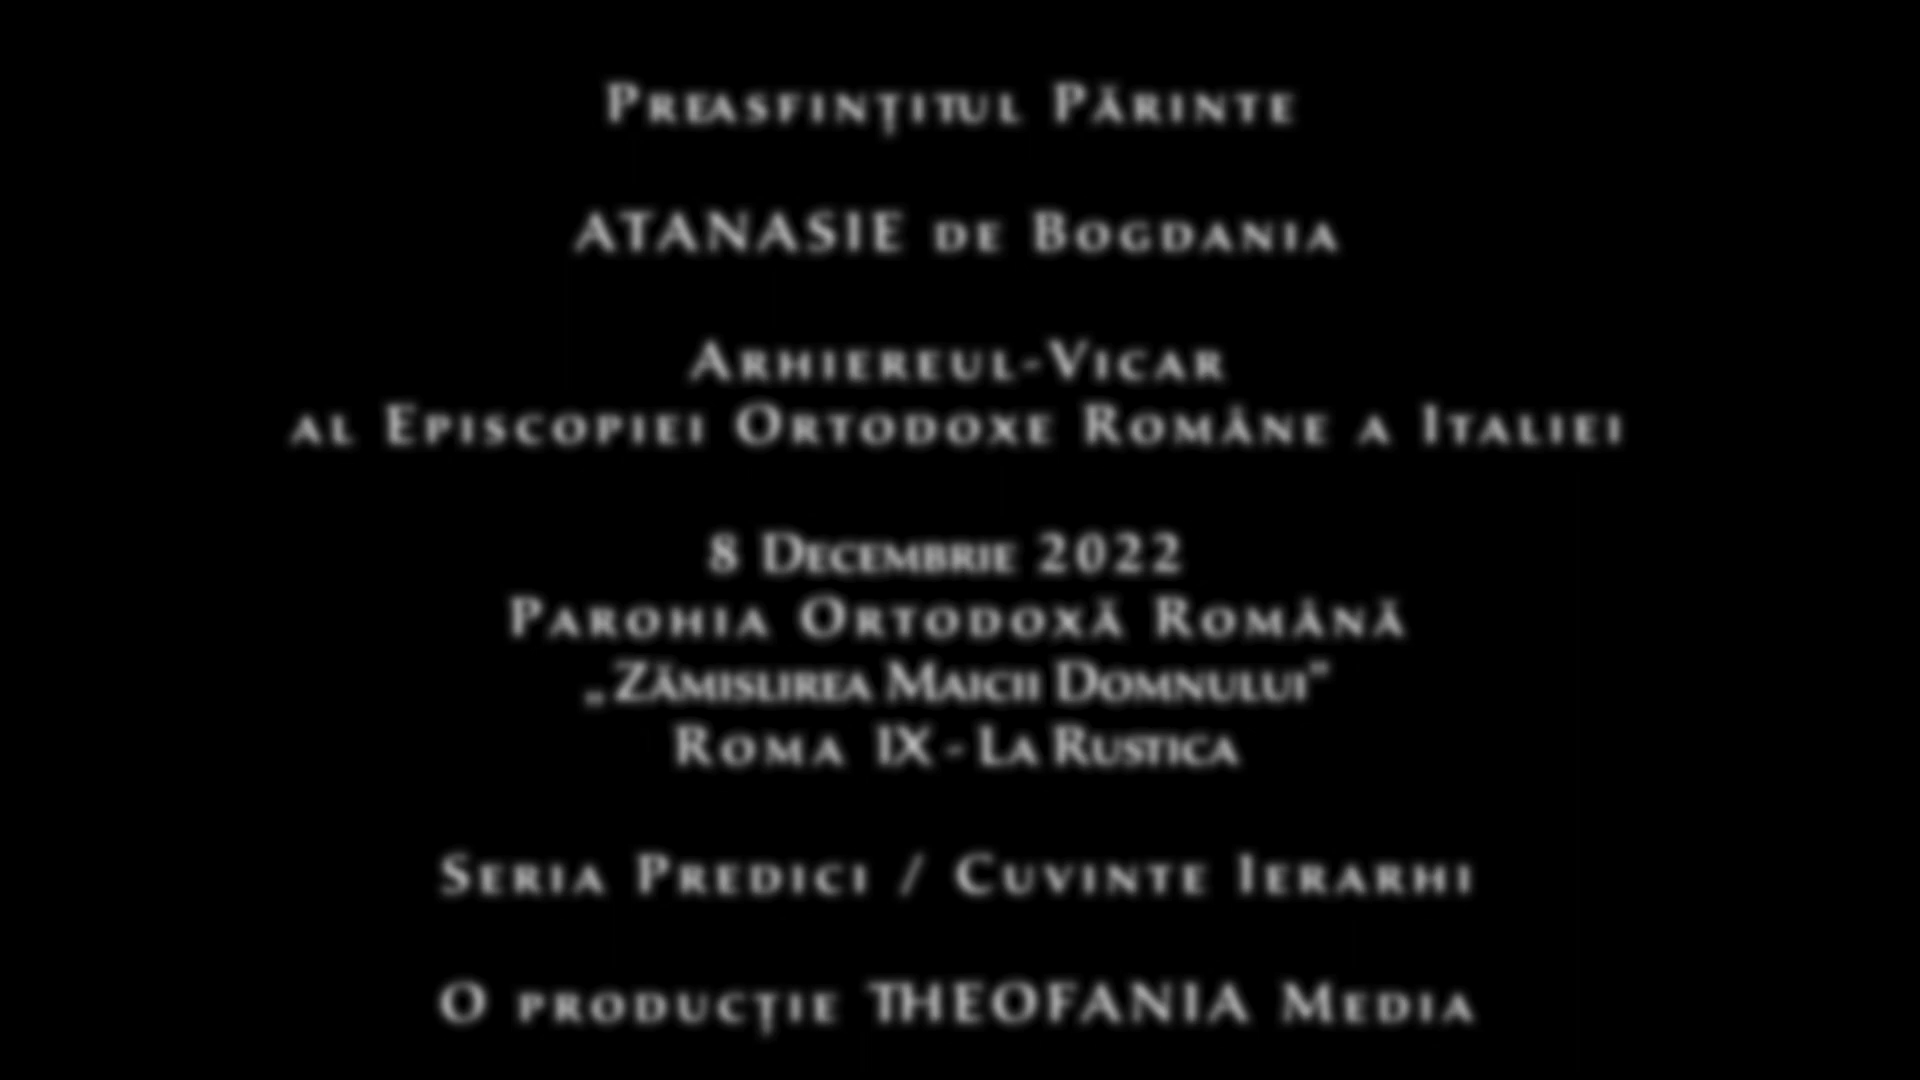 Preasfințitul Părinte
ATANASIE de Bogdania
Arhiereul-Vicar
al Episcopiei Ortodoxe Române a Italiei
8 Decembrie 2022
Parohia Ortodoxă Română
„Zămislirea Maicii Domnului”
Roma IX - La Rustica
Seria Predici / Cuvinte Ierarhi
O producție THEOFANIA Media